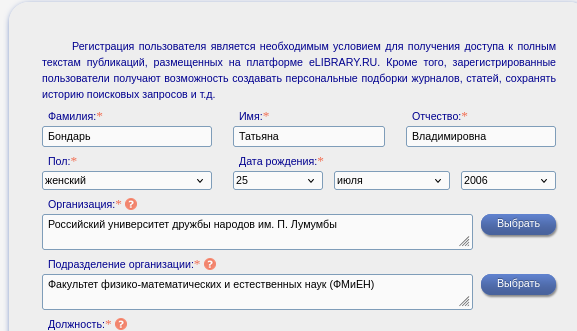 Регистрация пользователя является необходимым условием для получения доступа к полным
текстам публикаций, размещенных на платформе eLIBRARY.RU. Кроме того, зарегистрированные
пользователи получают возможность создавать персональные подборки журналов, статей, сохранять
историю поисковых запросов и т.д.
Фамилия:* Имя:* Отчество:*
Бондарь Татьяна Владимировна
Пол:* Дата рождения:*
женский 25 июля 2006
Организация:* ?
Российский университет дружбы народов им. П. Лумумбы Выбрать
Подразделение организации:* ?
Факультет физико-математических и естественных наук (ФМиЕН) Выбрать
Должность:* ?